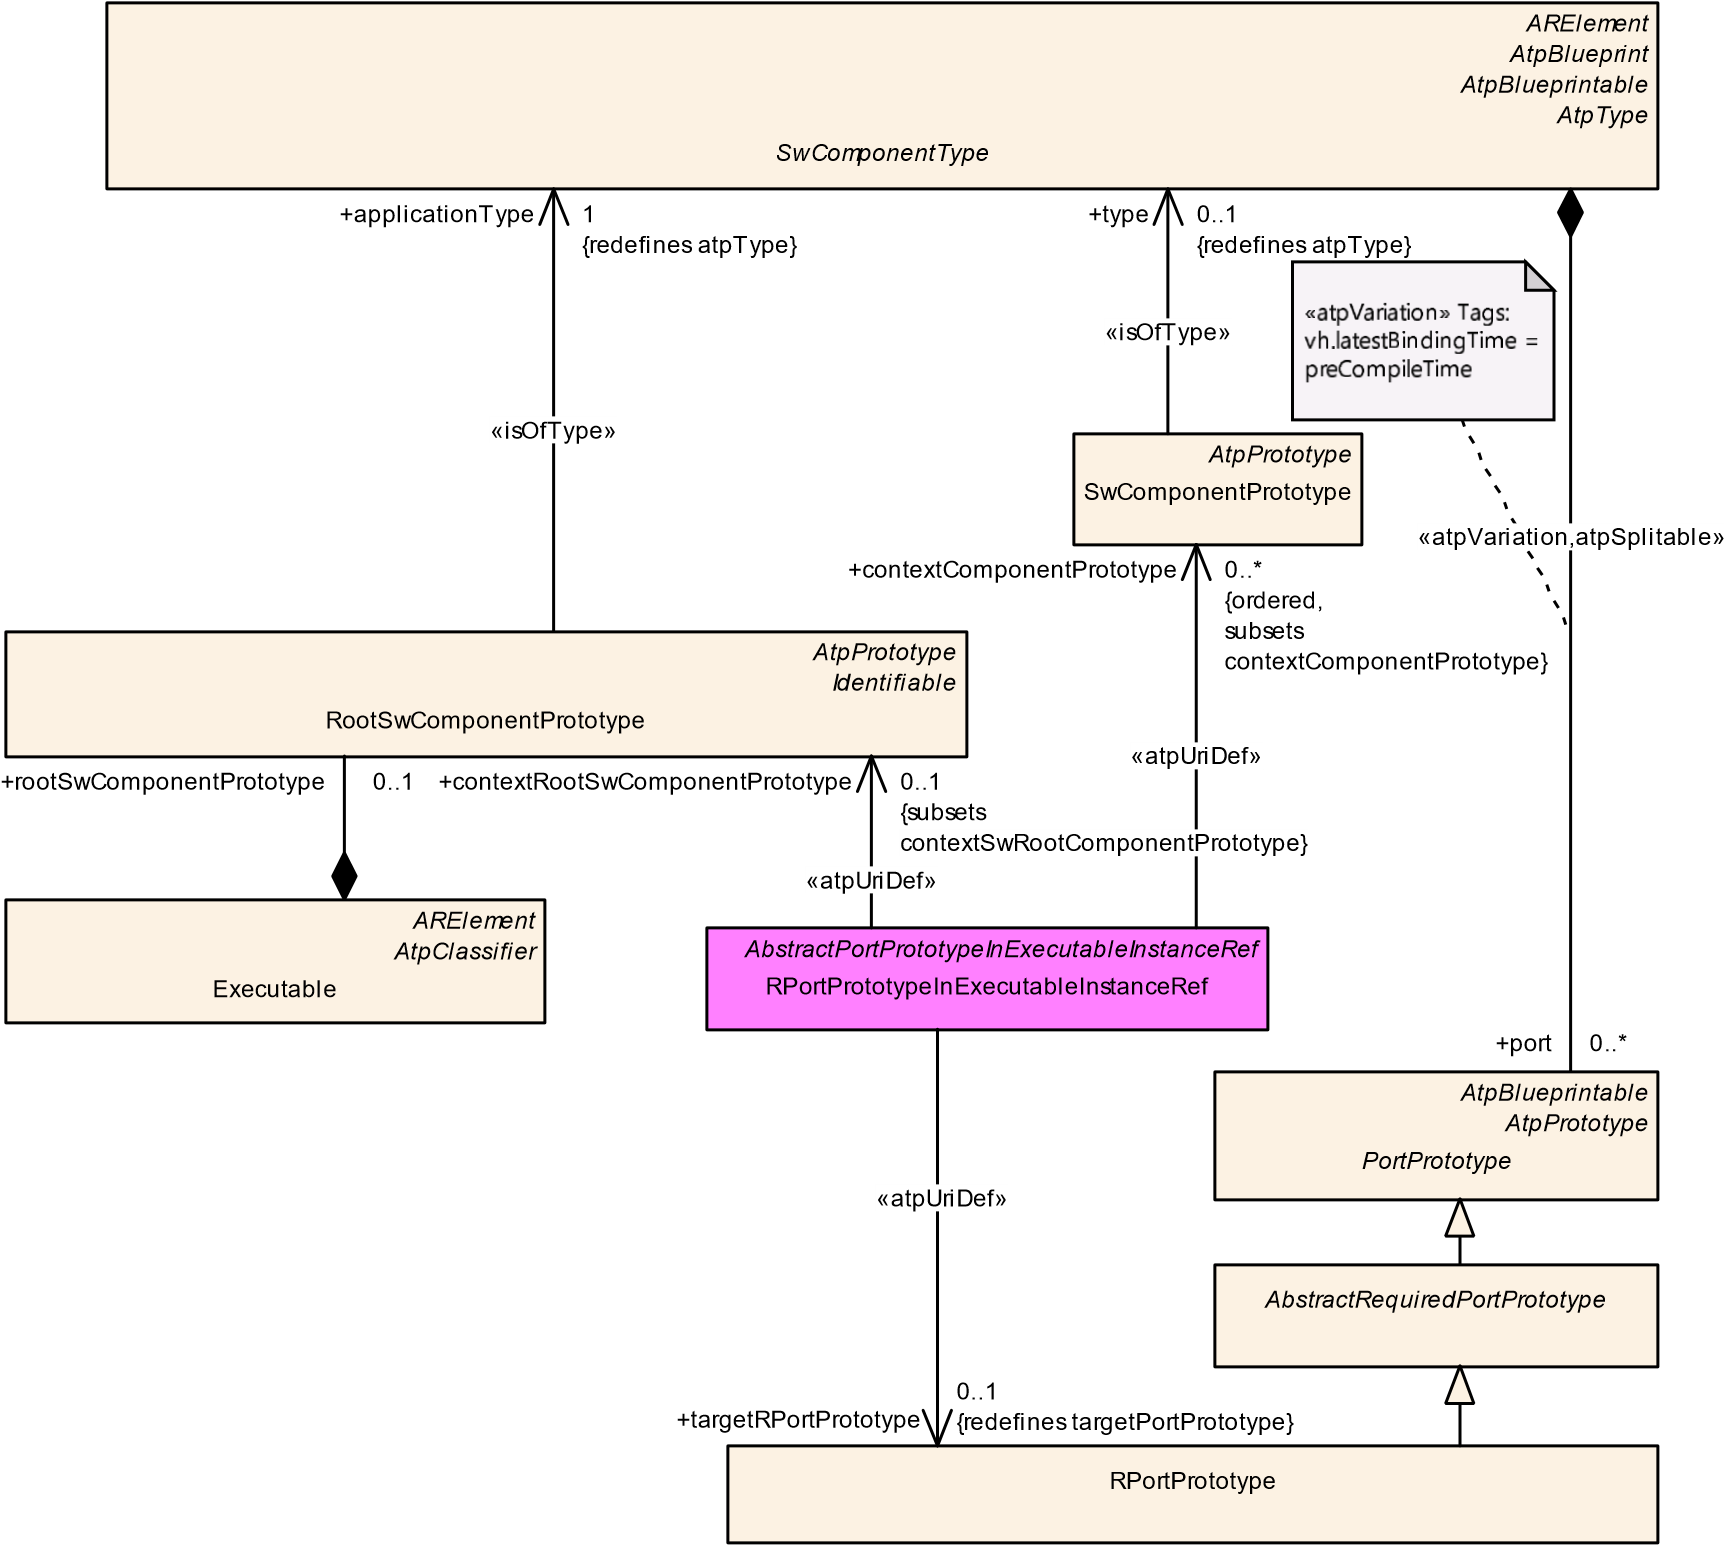 ARElement
AtpBlueprint
AtpBlueprintable
AtpType
SwComponentType
+applicationType
1
{redefines atpType}
+type
0..1
{redefines atpType}
«atpVariation» Tags:
vh.latestBindingTime =
preCompileTime
«isOfType»
«isOfType»
AtpPrototype
SwComponentPrototype
«atpVariation,atpSplitable»
+contextComponentPrototype
0..*
{ordered,
subsets
contextComponentPrototype}
AtpPrototype
Identifiable
RootSwComponentPrototype
«atpUriDef»
+rootSwComponentPrototype
0..1
+contextRootSwComponentPrototype
0..1
{subsets
contextSwRootComponentPrototype}
«atpUriDef»
ARElement
AtpClassifier
Executable
AbstractPortPrototypeInExecutableInstanceRef
RPortPrototypeInExecutableInstanceRef
+port
0..*
AtpBlueprintable
AtpPrototype
PortPrototype
«atpUriDef»
AbstractRequiredPortPrototype
+targetRPortPrototype
0..1
{redefines targetPortPrototype}
RPortPrototype